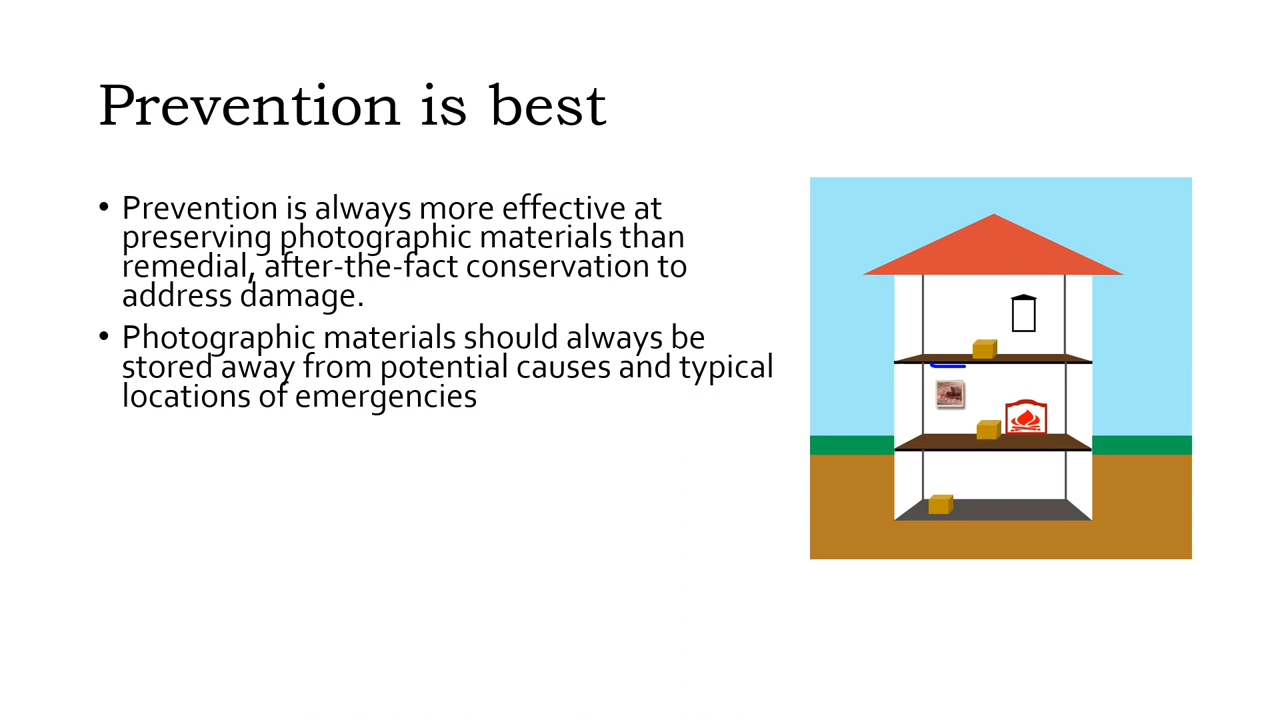 Prevention is best
• Prevention is always more effective at
preserving photographic materials than
remedial, after-the-fact conservation to
address damage.
• Photographic materials should always be
stored away from potential causes and typical
locations of emergencies